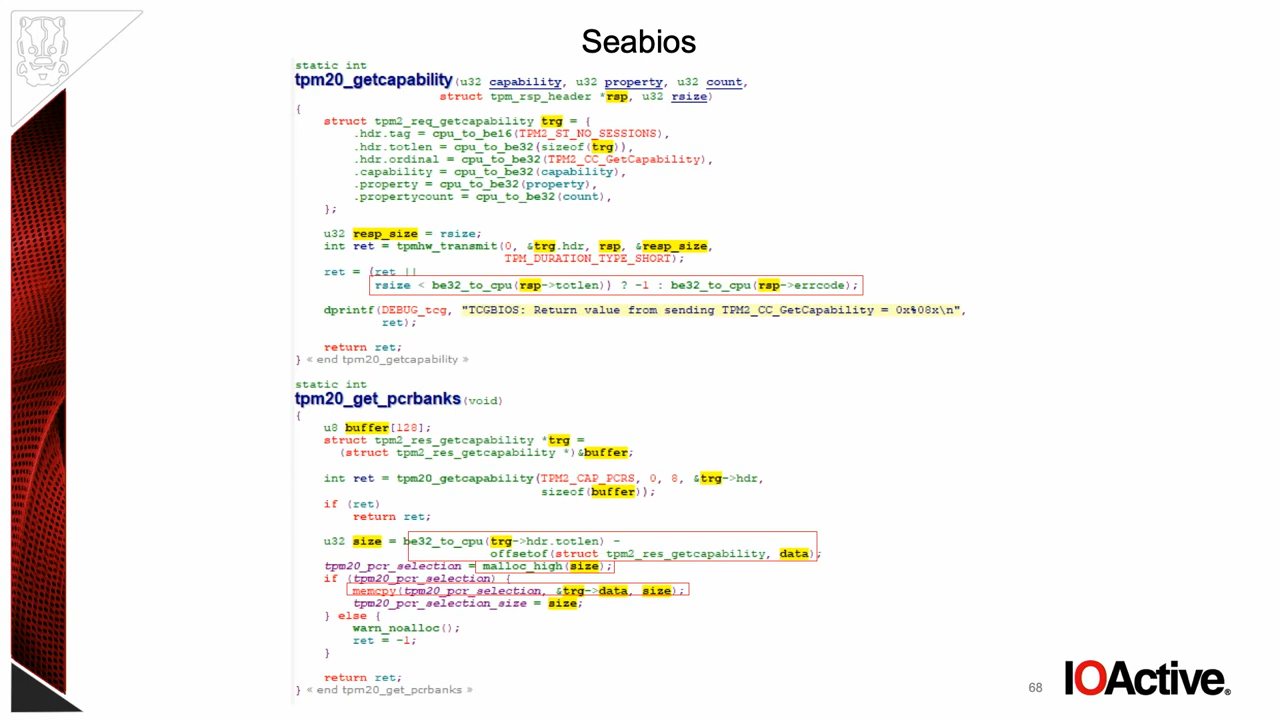 Seabios
static int
tpm20_getcapability(u32 capability, u32 property, u32 count,
struct tpm_rsp_header *rsp, u32 rsize)
{
struct tpm2_req_getcapability trg = {
.hdr.tag = cpu_to_be16(TPM2_ST_NO_SESSIONS),
.hdr.totlen = cpu_to_be32(sizeof(trg)),
.hdr.ordinal = cpu_to_be32(TPM2_CC_GetCapability),
.capability = cpu_to_be32(capability),
.property = cpu_to_be32(property),
.propertycount = cpu_to_be32(count),
};
u32 resp_size = rsize;
int ret = tpmhw_transmit(0, &trg.hdr, rsp, &resp_size,
TPM_DURATION_TYPE_SHORT);
ret = (ret ||
rsize < be32_to_cpu(rsp->totlen)) ? -1 : be32_to_cpu(rsp->errcode);
dprintf(DEBUG_tcg, "TCGBIOS: Return value from sending TPM2_CC_GetCapability = 0x%08x\n",
ret);
return ret;
} « end tpm20_getcapability »
static int
tpm20_get_pcrbanks(void)
{
u8 buffer[128];
struct tpm2_res_getcapability *trg =
(struct tpm2_res_getcapability *)&buffer;
int ret = tpm20_getcapability(TPM2_CAP_PCRS, 0, 8, &trg->hdr,
sizeof(buffer));
if (ret)
return ret;
u32 size = be32_to_cpu(trg->hdr.totlen) -
offsetof(struct tpm2_res_getcapability, data);
tpm20_pcr_selection = malloc_high(size);
if (tpm20_pcr_selection) {
memcpy(tpm20_pcr_selection, &trg->data, size);
tpm20_pcr_selection_size = size;
} else {
warn_noalloc();
ret = -1;
}
return ret;
} « end tpm20_get_pcrbanks »
68
IOActive®